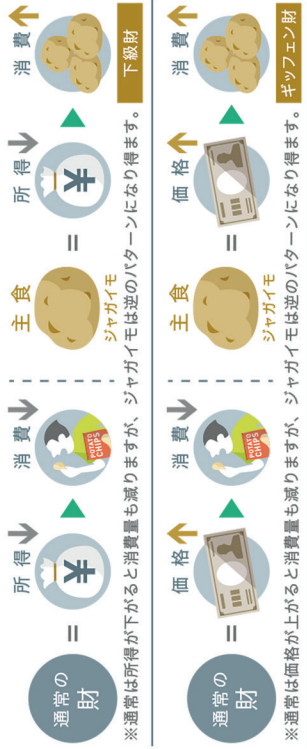 通常の
財
=
所得
¥
消費
POTATO
CHIPS
主食
ジャガイモ
=
所得
¥
消費
下級財
※通常は所得が下がると消費量も減りますが、ジャガイモは逆のパターンになり得ます。
通常の
財
=
価格
消費
POTATO
CHIPS
主食
ジャガイモ
=
価格
消費
ギッフェン財
※通常は価格が上がると消費量も減りますが、ジャガイモは逆のパターンになり得ます。